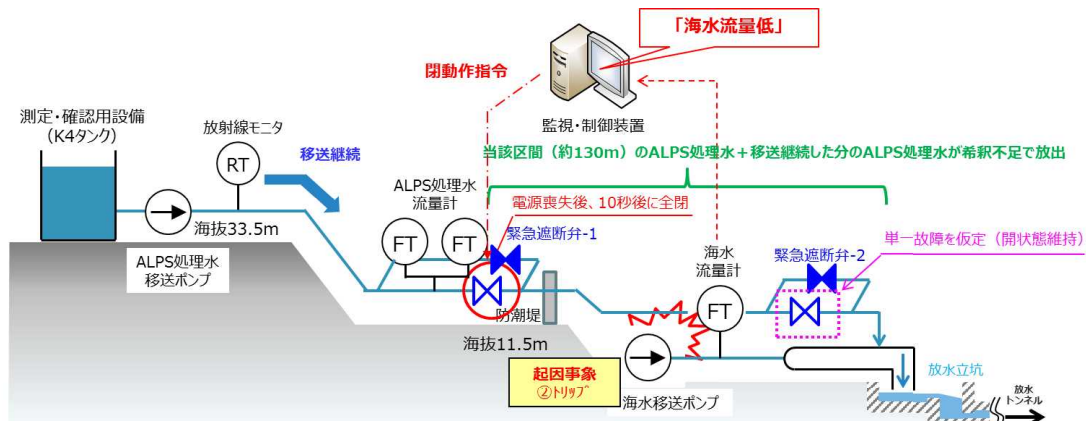 「海水流量低」
閉動作指令
測定・確認用設備
(K4タンク)
放射線モニタ
監視・制御装置
RT
移送継続
当該区間(約130m)のALPS処理水+移送継続した分のALPS処理水が希釈不足で放出
ALPS処理水
流量計
電源喪失後、10秒後に全閉
海抜33.5m
FT
FT
緊急遮断弁-1
海水
流量計
緊急遮断弁-2
単一故障を仮定(開状態維持)
ALPS処理水
移送ポンプ
FT
防潮堤
海抜11.5m
起因事象
②トリップ
海水移送ポンプ
放水立坑
放水
トンネル